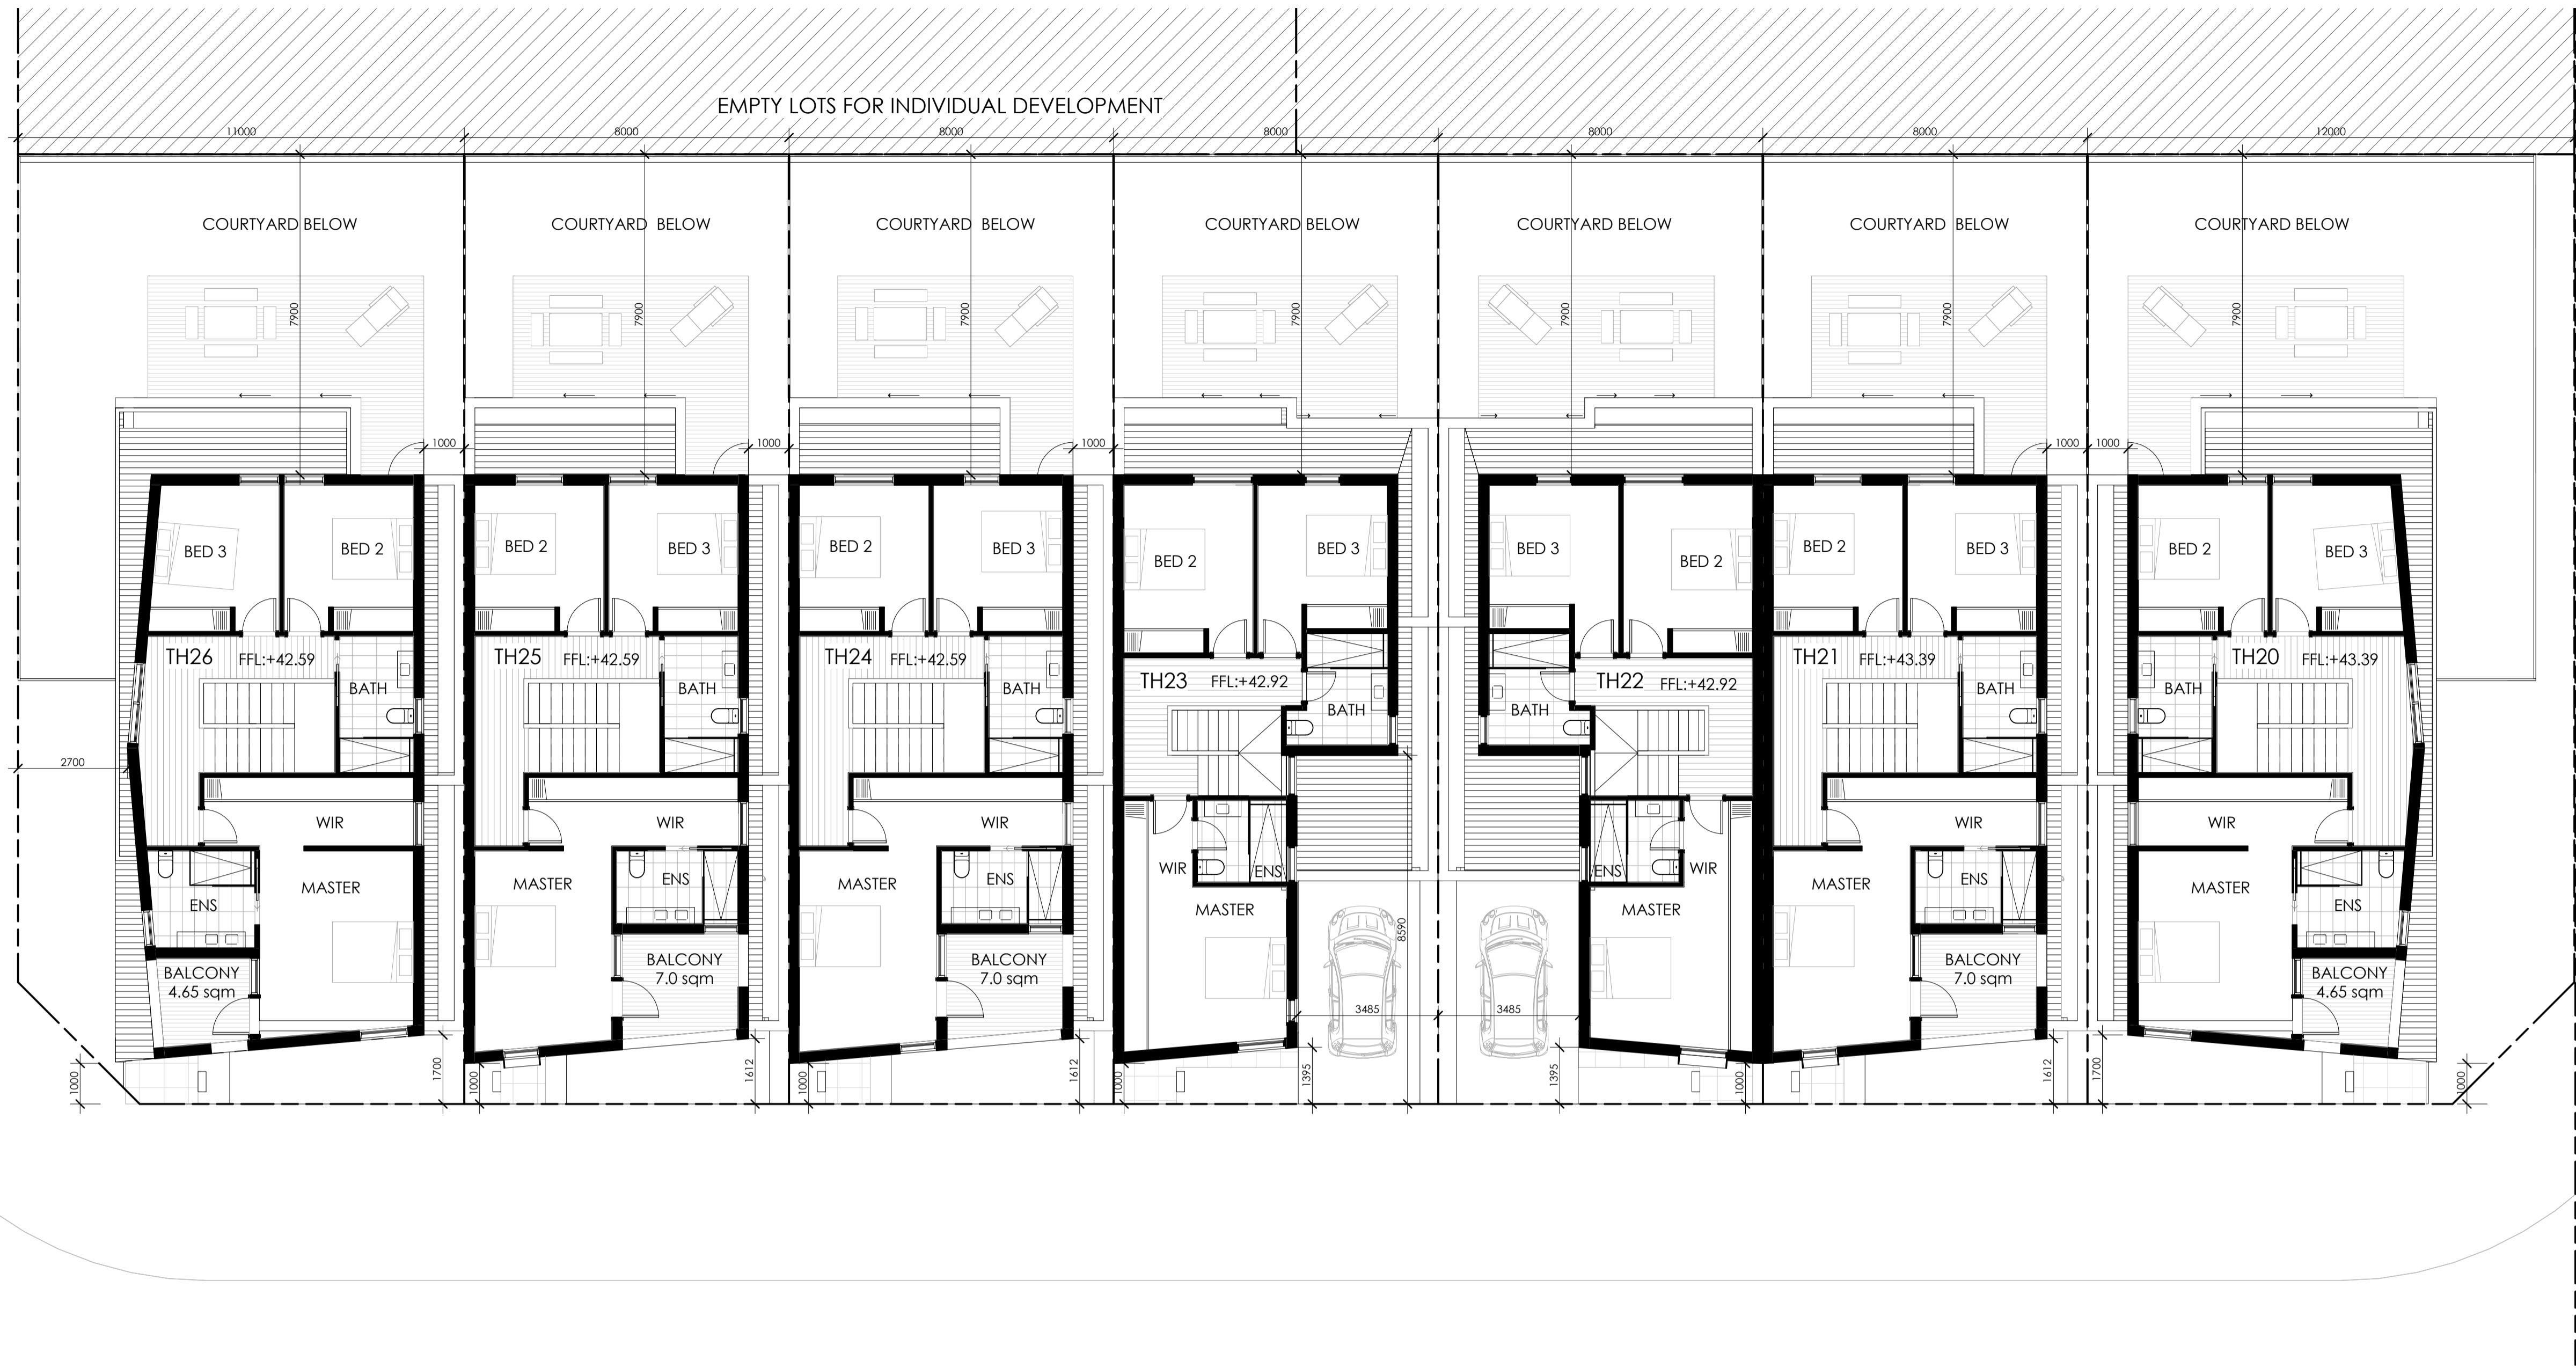 EMPTY LOTS FOR INDIVIDUAL DEVELOPMENT
11000
8000
8000
8000
8000
8000
12000
COURTYARD BELOW
COURTYARD BELOW
COURTYARD BELOW
COURTYARD BELOW
COURTYARD BELOW
COURTYARD BELOW
COURTYARD BELOW
7900
7900
7900
7900
7900
7900
7900
1000
1000
1000
1000
1000
BED 3
BED 2
BED 2
BED 3
BED 2
BED 3
BED 2
BED 3
BED 3
BED 2
BED 2
BED 3
BED 2
BED 3
TH26
FFL:+42.59
TH25
FFL:+42.59
TH24
FFL:+42.59
TH23
FFL:+42.92
TH22
FFL:+42.92
TH21
FFL:+43.39
TH20
FFL:+43.39
BATH
BATH
BATH
BATH
BATH
BATH
BATH
2700
WIR
WIR
WIR
WIR
WIR
WIR
WIR
ENS
ENS
MASTER
MASTER
MASTER
MASTER
MASTER
MASTER
MASTER
ENS
ENS
ENS
ENS
ENS
8590
BALCONY
4.65 sqm
BALCONY
7.0 sqm
BALCONY
7.0 sqm
BALCONY
7.0 sqm
BALCONY
4.65 sqm
3485
3485
1000
1700
1000
1612
1000
1612
1000
1395
1395
1000
1612
1700
1000